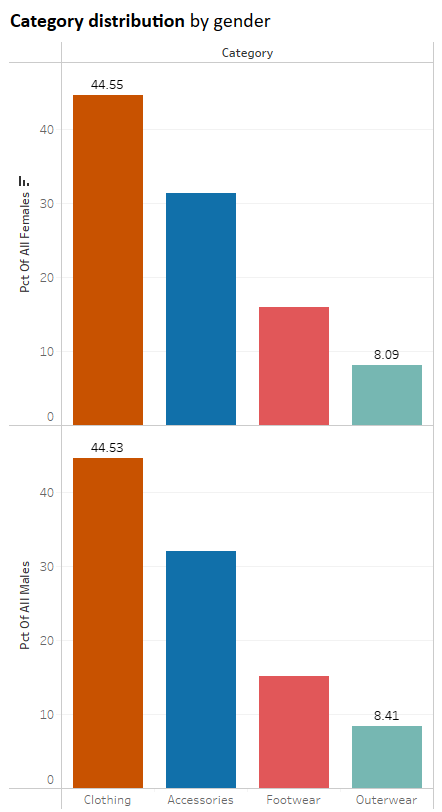 Category distribution by gender
Category
Pct Of All Females
40
30
20
10
0
44.55
8.09
Pct Of All Males
40
30
20
10
0
44.53
8.41
Clothing
Accessories
Footwear
Outerwear